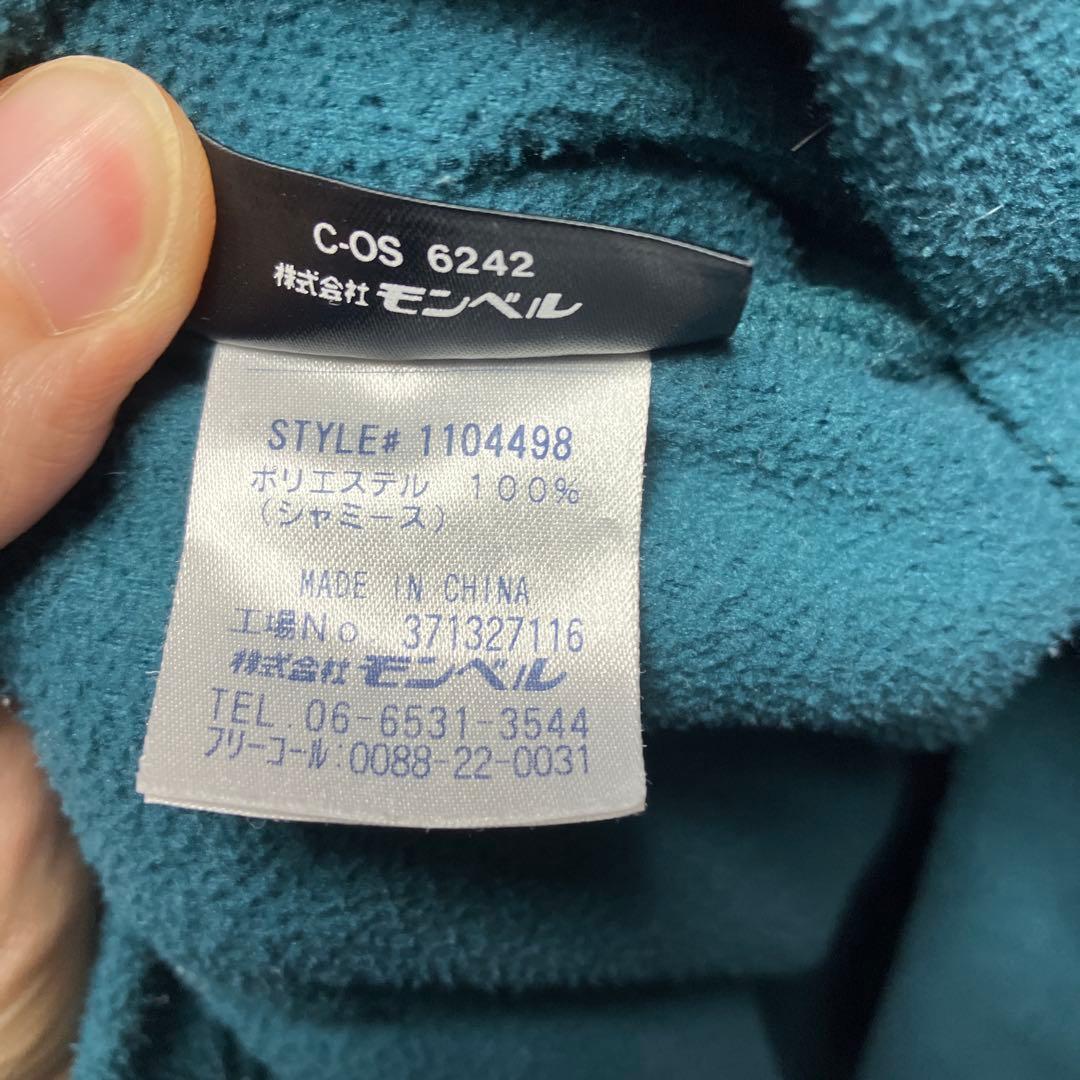 C-OS 6242
株式会社 モンベル
STYLE# 1104498
ポリエステル 100%
(シャミース)
MADE IN CHINA
工場No. 371327116
株式会社 モンベル
TEL.06-6531-3544
フリーコール:0088-22-0031